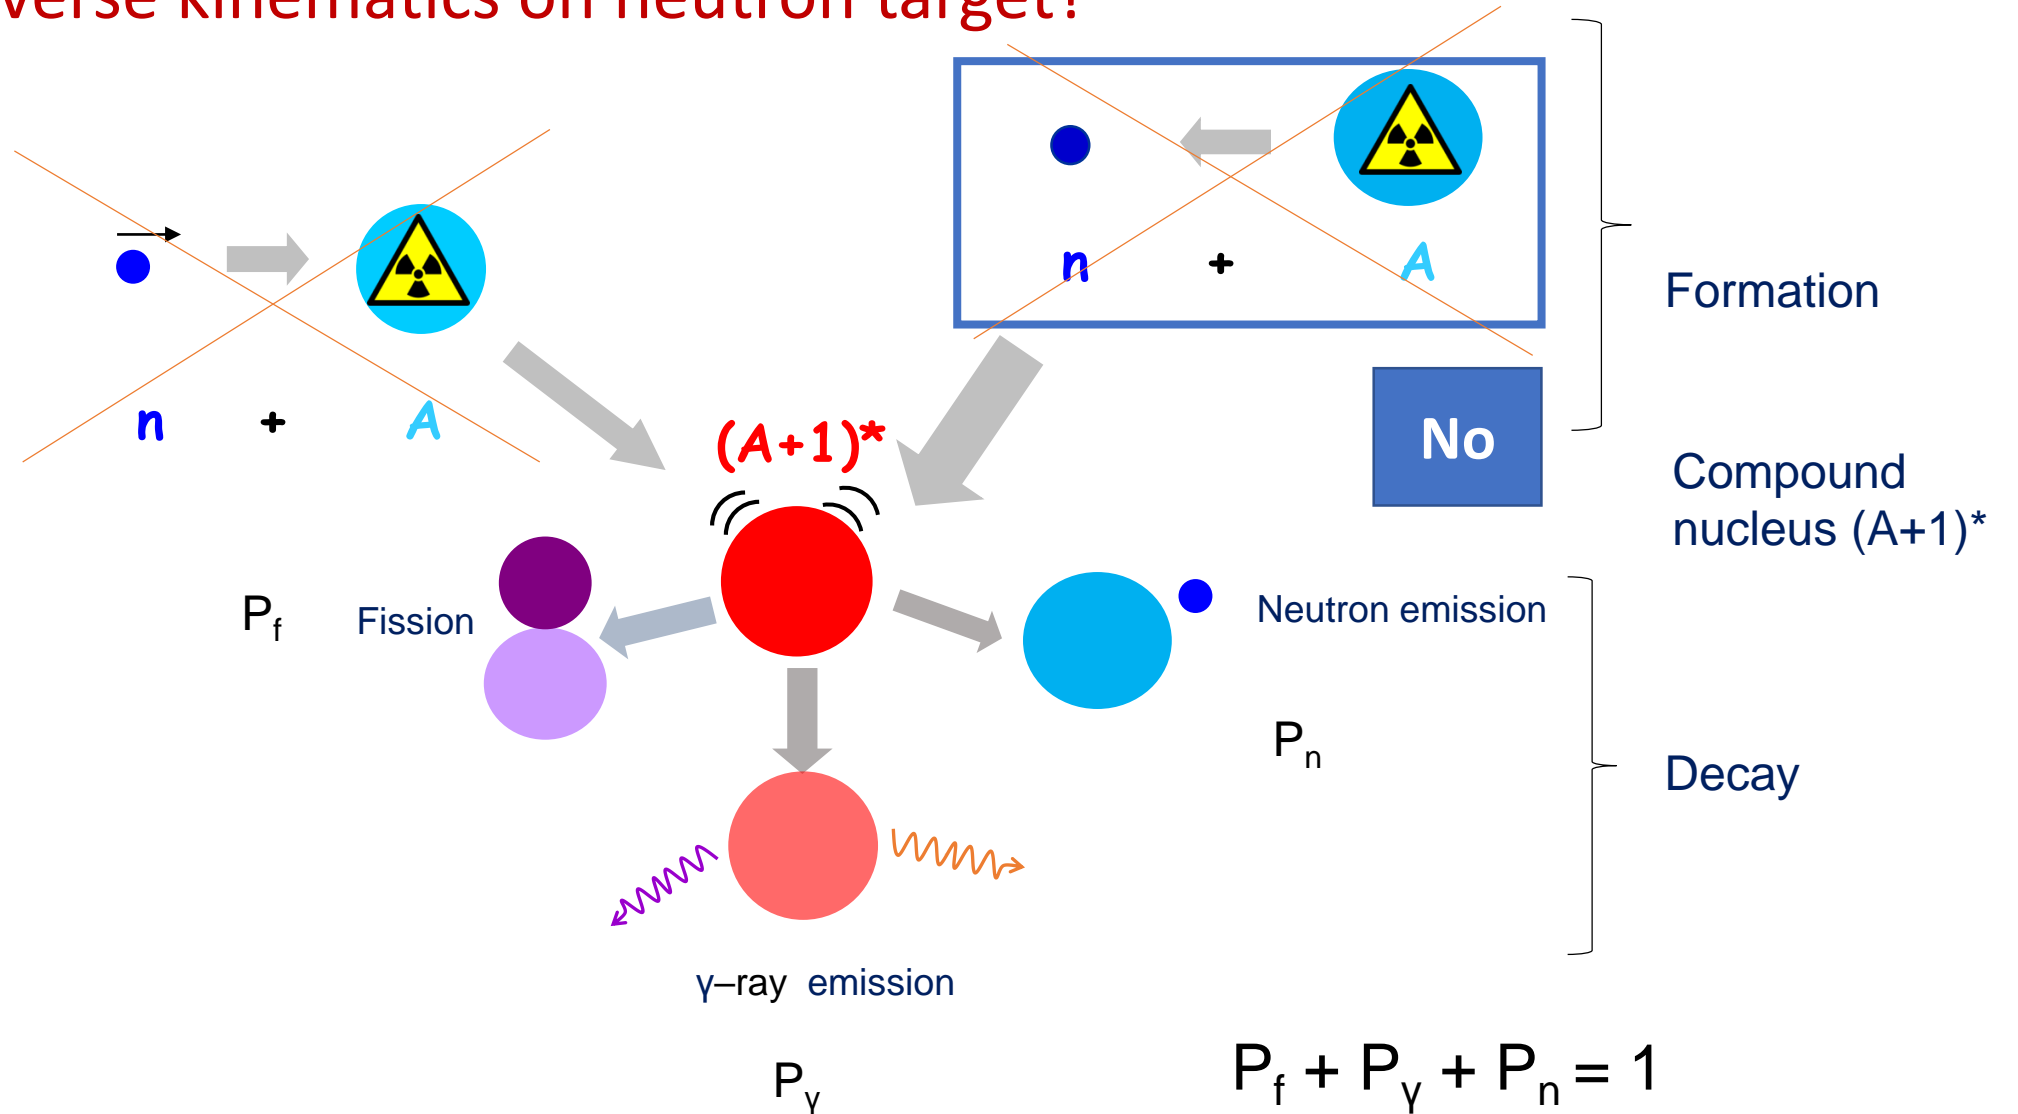 verse kinematics on neutron target?
n + A
Formation
n + A
No
(A+1)*
Compound
nucleus (A+1)*
Pf Fission
Neutron emission
Pn
Decay
γ–ray emission
Pγ
Pf + Pγ + Pn = 1